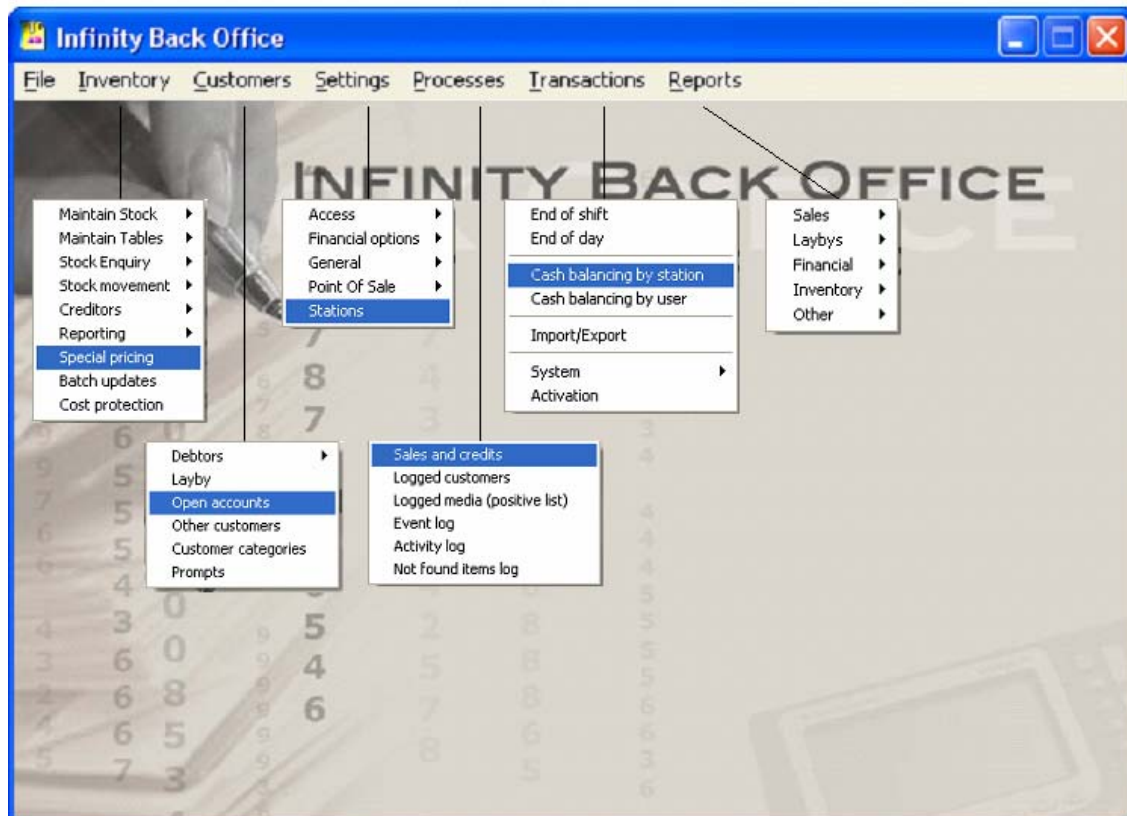 Infinity Back Office
File Inventory Customers Settings Processes Transactions Reports
INFINITY BACK OFFICE
Maintain Stock
Maintain Tables
Stock Enquiry
Stock movement
Creditors
Reporting
Special pricing
Batch updates
Cost protection
Access
Financial options
General
Point Of Sale
Stations
End of shift
End of day
Cash balancing by station
Cash balancing by user
Import/Export
System
Activation
Sales
Laybys
Financial
Inventory
Other
Debtors
Layby
Open accounts
Other customers
Customer categories
Prompts
Sales and credits
Logged customers
Logged media (positive list)
Event log
Activity log
Not found items log